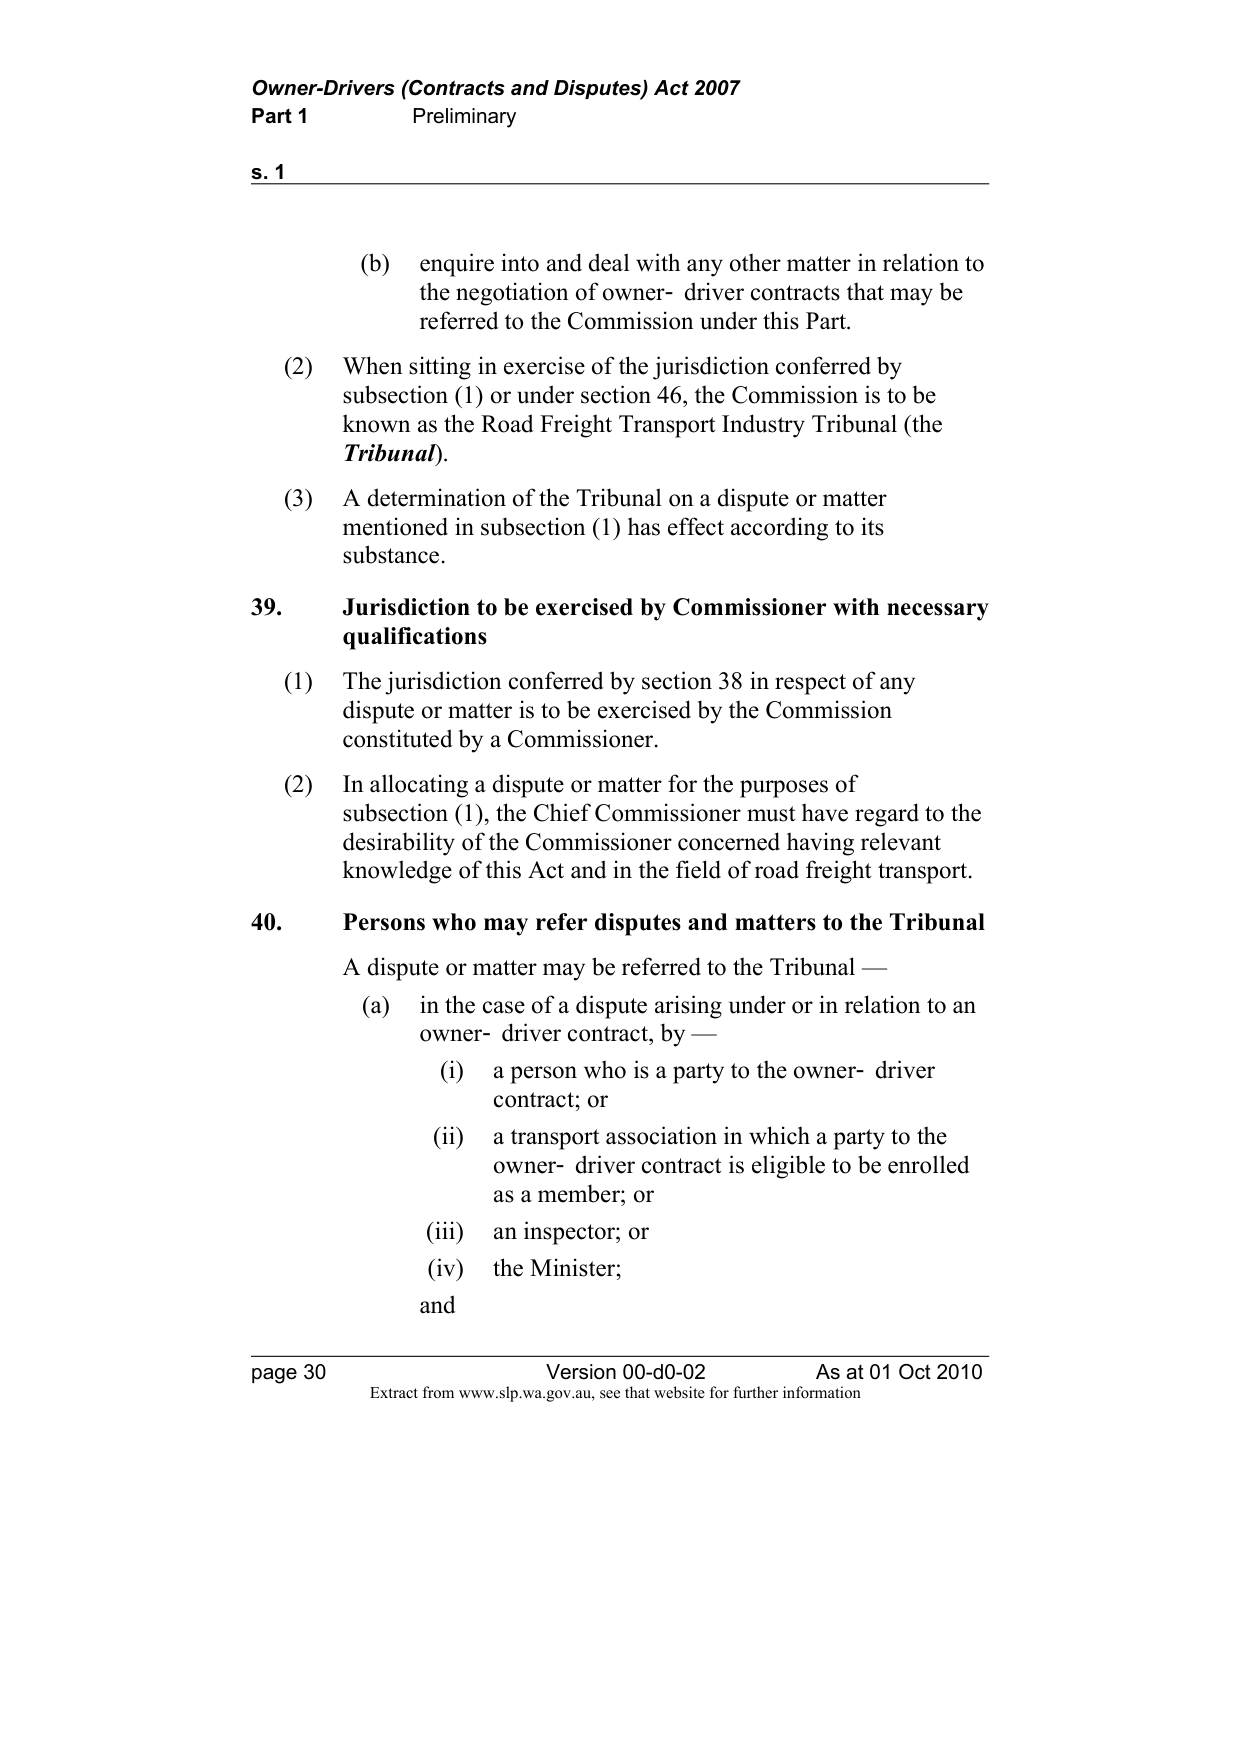 Owner-Drivers (Contracts and Disputes) Act 2007
Part 1 Preliminary
s. 1
(b) enquire into and deal with any other matter in relation to
the negotiation of owner- driver contracts that may be
referred to the Commission under this Part.
(2) When sitting in exercise of the jurisdiction conferred by
subsection (1) or under section 46, the Commission is to be
known as the Road Freight Transport Industry Tribunal (the
Tribunal).
(3) A determination of the Tribunal on a dispute or matter
mentioned in subsection (1) has effect according to its
substance.
39. Jurisdiction to be exercised by Commissioner with necessary
qualifications
(1) The jurisdiction conferred by section 38 in respect of any
dispute or matter is to be exercised by the Commission
constituted by a Commissioner.
(2) In allocating a dispute or matter for the purposes of
subsection (1), the Chief Commissioner must have regard to the
desirability of the Commissioner concerned having relevant
knowledge of this Act and in the field of road freight transport.
40. Persons who may refer disputes and matters to the Tribunal
A dispute or matter may be referred to the Tribunal —
(a) in the case of a dispute arising under or in relation to an
owner- driver contract, by —
(i) a person who is a party to the owner- driver
contract; or
(ii) a transport association in which a party to the
owner- driver contract is eligible to be enrolled
as a member; or
(iii) an inspector; or
(iv) the Minister;
and
page 30 Version 00-d0-02 As at 01 Oct 2010
Extract from www.slp.wa.gov.au, see that website for further information